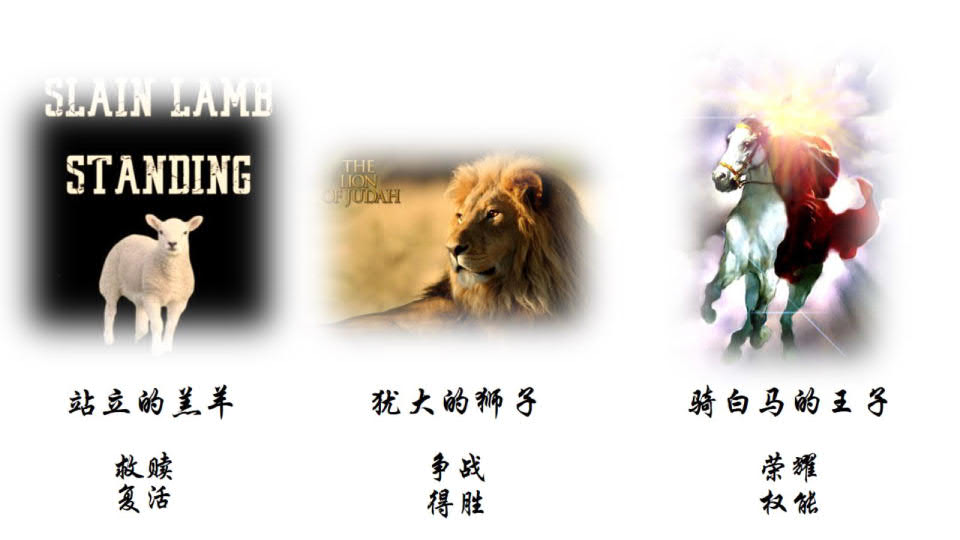 SLAIN LAMB
STANDING
THE
LION
OF JUDAH
站立的羔羊
犹大的狮子
骑白马的王子
救赎
复活
争战
得胜
荣耀
权能